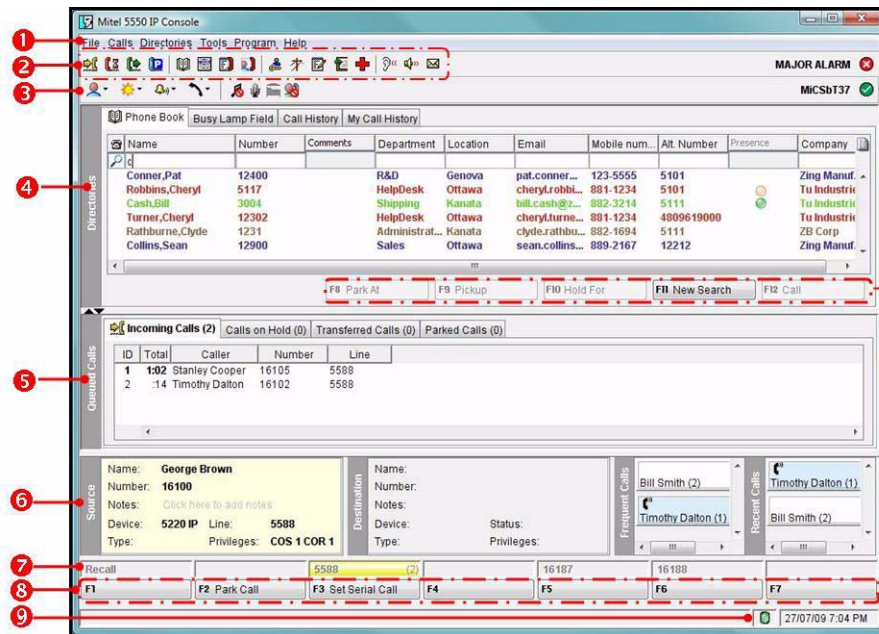 Mitel 5550 IP Console
1
File Calls Directories Tools Program Help
2
MAJOR ALARM
3
MiCSbT37
Phone Book Busy Lamp Field Call History My Call History
Name Number Comments Department Location Email Mobile num... Alt. Number Presence Company
c
4
Directories
Conner,Pat 12400 R&D Genova pat.conner... 123-5555 5101 Zing Manuf.
Robbins,Cheryl 5117 HelpDesk Ottawa cheryl.robbi... 881-1234 5101 Tu Industrie
Cash,Bill 3004 Shipping Kanata bill.cash@z... 882-3214 5111 Tu Industrie
Turner,Cheryl 12302 HelpDesk Ottawa cheryl.turne... 881-1234 4809619000 Tu Industrie
Rathburne,Clyde 1231 Administrat... Kanata clyde.rathbu... 882-1694 5111 ZB Corp
Collins,Sean 12900 Sales Ottawa sean.collins... 889-2167 12212 Zing Manuf.
F8 Park At F9 Pickup F10 Hold For F11 New Search F12 Call
Incoming Calls (2) Calls on Hold (0) Transferred Calls (0) Parked Calls (0)
5
Queued Calls
ID Total Caller Number Line
1 1:02 Stanley Cooper 16105 5588
2 :14 Timothy Dalton 16102 5588
6
Source
Name: George Brown
Number: 16100
Notes: Click here to add notes
Device: 5220 IP Line: 5588
Type: Privileges: COS 1 COR 1
Destination
Name:
Number:
Notes:
Device: Status:
Type: Privileges:
Frequent Calls
Bill Smith (2)
Timothy Dalton (1)
Recent Calls
Timothy Dalton (1)
Bill Smith (2)
7
Recall 5588 (2) 16187 16188
8
F1 F2 Park Call F3 Set Serial Call F4 F5 F6 F7
9
27/07/09 7:04 PM